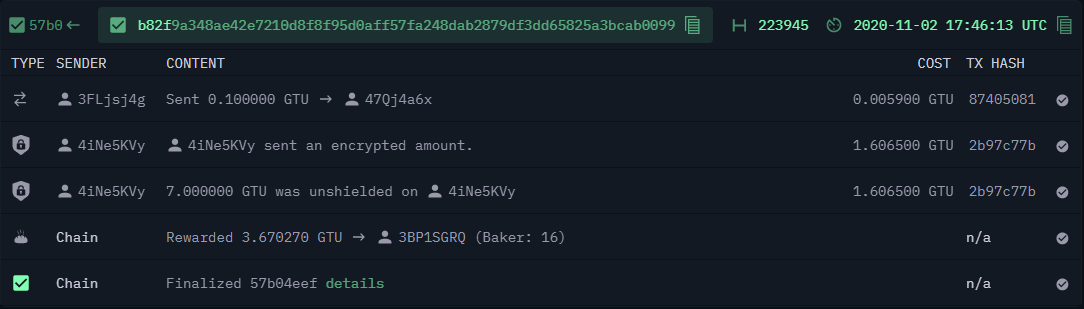 57b0 ← b82f9a348ae42e7210d8f8f95d0aff57fa248dab2879df3dd65825a3bcab0099 223945 2020-11-02 17:46:13 UTC
TYPE SENDER CONTENT COST TX HASH
3FLjsj4g Sent 0.100000 GTU → 47Qj4a6x 0.005900 GTU 87405081
4iNe5KVy 4iNe5KVy sent an encrypted amount. 1.606500 GTU 2b97c77b
4iNe5KVy 7.000000 GTU was unshielded on 4iNe5KVy 1.606500 GTU 2b97c77b
Chain Rewarded 3.670270 GTU → 3BP1SGRQ (Baker: 16) n/a
Chain Finalized 57b04eef details n/a